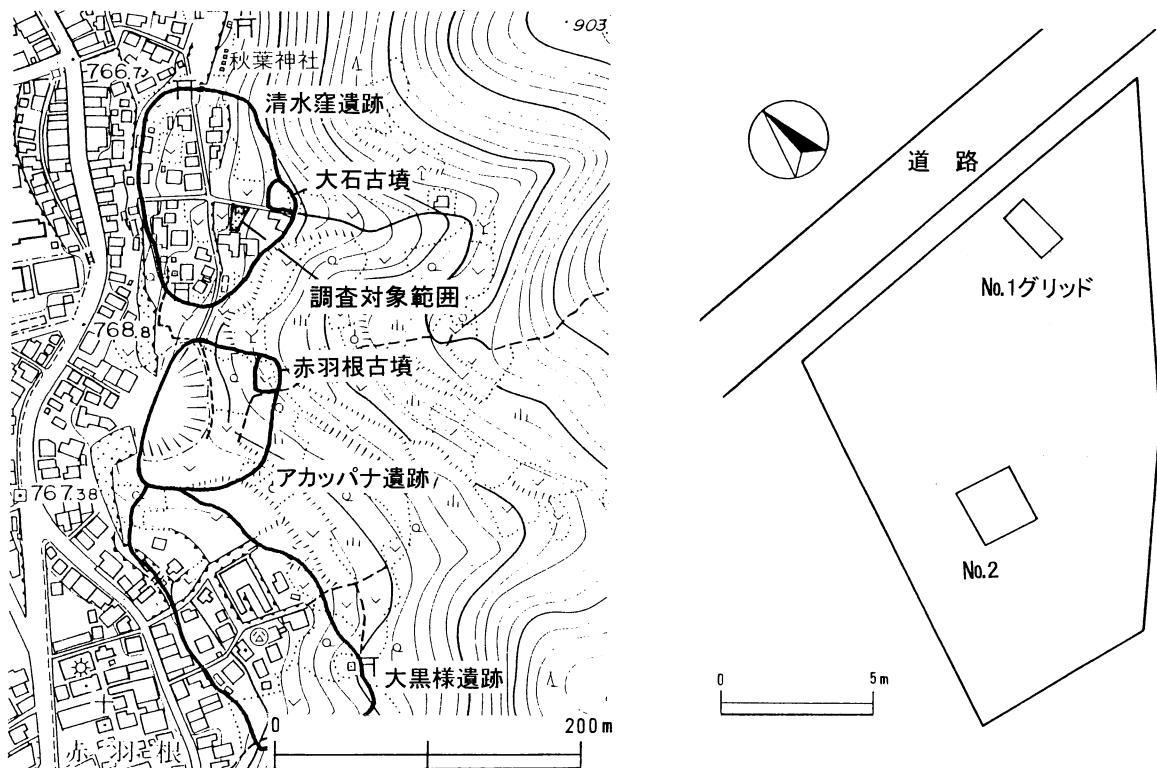 903
秋葉神社
766.7
清水窪遺跡
大石古墳
調査対象範囲
768.8
赤羽根古墳
アカッパナ遺跡
767.38
大黒様遺跡
赤羽根
0 200m
道路
No.1グリッド
No.2
0 5m